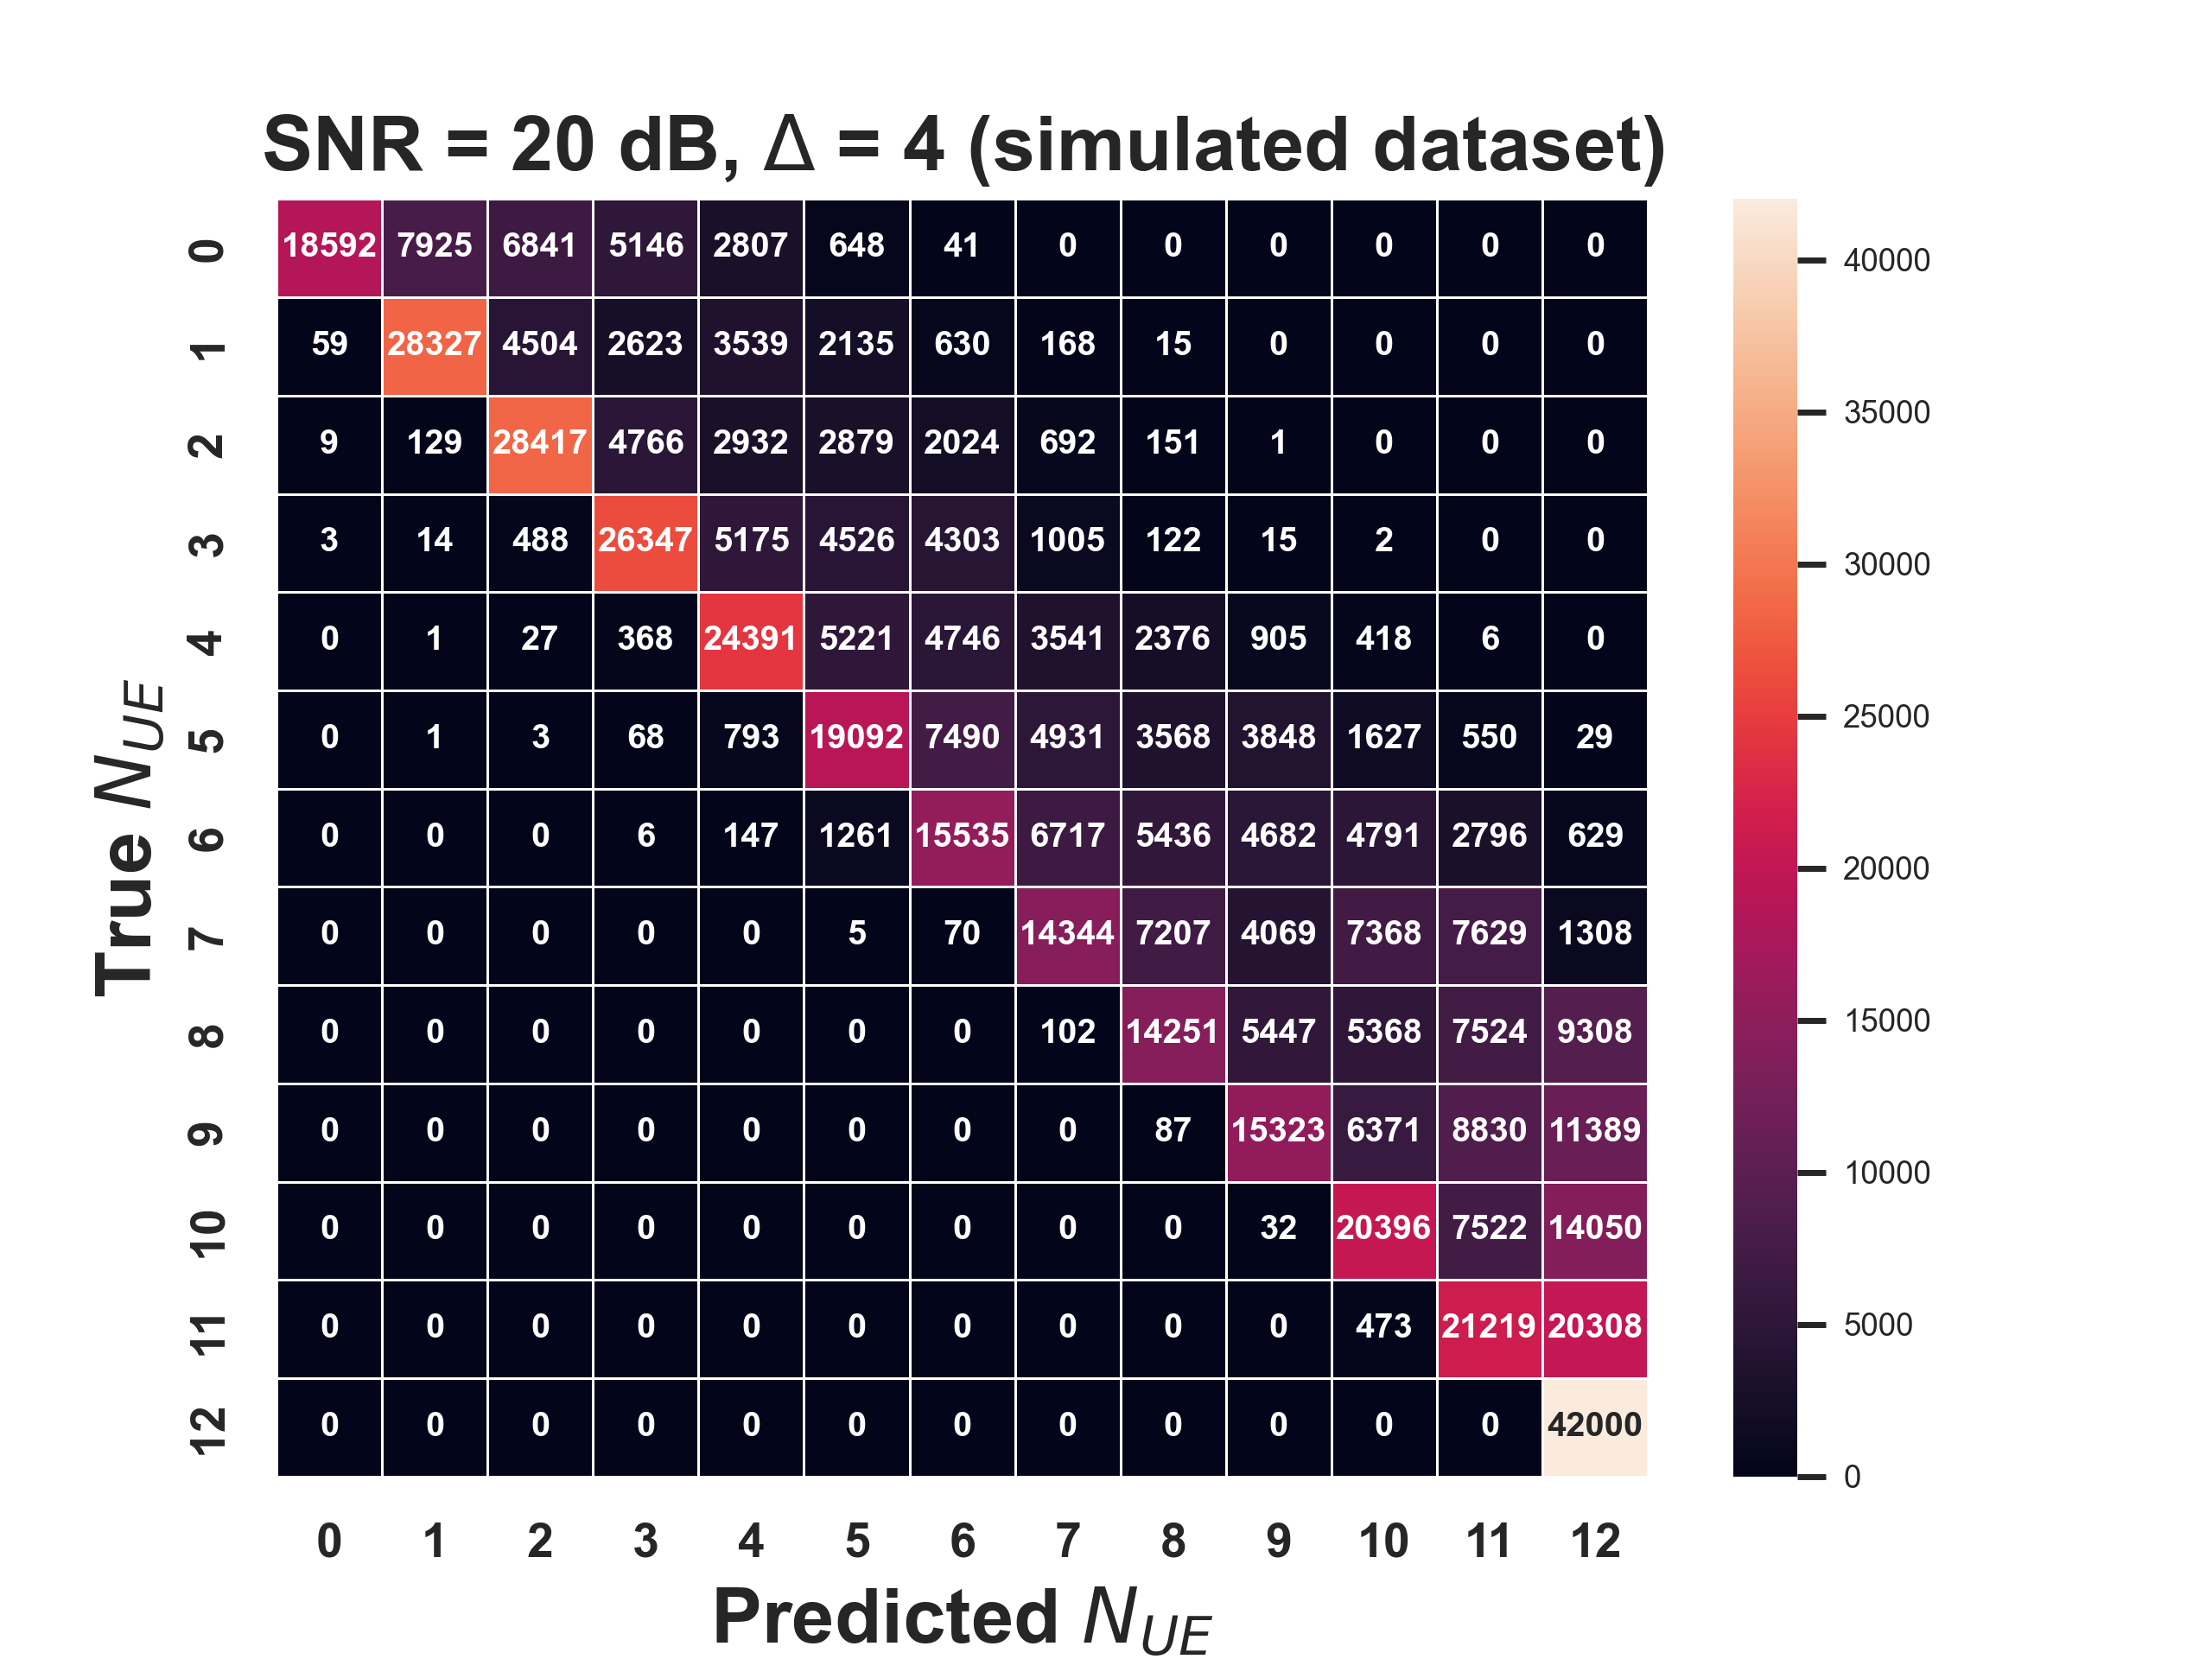 SNR = 20 dB, Δ = 4 (simulated dataset)
0 18592 7925 6841 5146 2807 648 41 0 0 0 0 0 0
1 59 28327 4504 2623 3539 2135 630 168 15 0 0 0 0
2 9 129 28417 4766 2932 2879 2024 692 151 1 0 0 0
3 3 14 488 26347 5175 4526 4303 1005 122 15 2 0 0
4 0 1 27 368 24391 5221 4746 3541 2376 905 418 6 0
5 0 1 3 68 793 19092 7490 4931 3568 3848 1627 550 29
6 0 0 0 6 147 1261 15535 6717 5436 4682 4791 2796 629
7 0 0 0 0 0 5 70 14344 7207 4069 7368 7629 1308
8 0 0 0 0 0 0 0 102 14251 5447 5368 7524 9308
9 0 0 0 0 0 0 0 0 87 15323 6371 8830 11389
10 0 0 0 0 0 0 0 0 0 32 20396 7522 14050
11 0 0 0 0 0 0 0 0 0 0 473 21219 20308
12 0 0 0 0 0 0 0 0 0 0 0 0 42000
0 1 2 3 4 5 6 7 8 9 10 11 12
Predicted N_UE
True N_UE
40000
35000
30000
25000
20000
15000
10000
5000
0